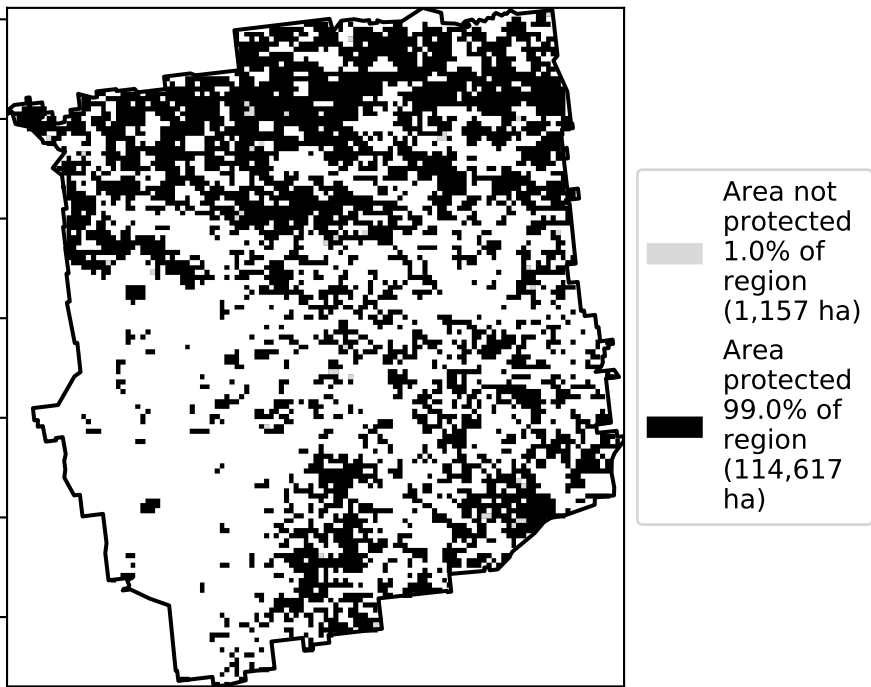 Area not
protected
1.0% of
region
(1,157 ha)
Area
protected
99.0% of
region
(114,617
ha)